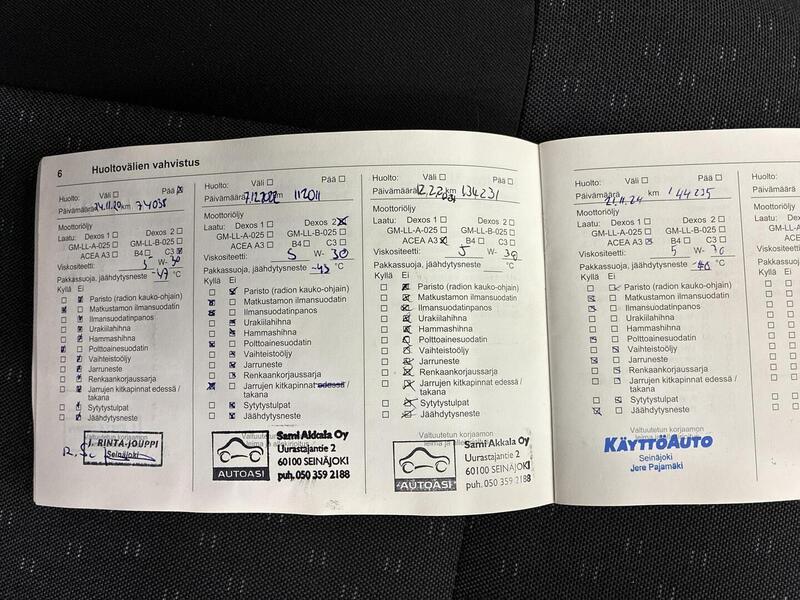 6 Huoltovälien vahvistus
Huolto: Väli Pää
Päivämäärä 24.11.20 km 74038
Moottoriöljy
Laatu: Dexos 1 Dexos 2
GM-LL-A-025 GM-LL-B-025
ACEA A3 B4 C3
Viskositeetti: 5 W- 30
Pakkassuoja, jäähdytysneste -47 °C
Kyllä Ei
Paristo (radion kauko-ohjain)
Matkustamon ilmansuodatin
Ilmansuodatinpanos
Urakiilahihna
Hammashihna
Polttoainesuodatin
Vaihteistoöljy
Jarruneste
Renkaankorjaussarja
Jarrujen kitkapinnat edessä /
takana
Sytytystulpat
Jäähdytysneste
Valtuutetun korjaamon
J. RINTA-JOUPPI
Seinäjoki
Huolto: Väli Pää
Päivämäärä 7.12.2022 km 112011
Moottoriöljy
Laatu: Dexos 1 Dexos 2
GM-LL-A-025 GM-LL-B-025
ACEA A3 B4 C3
Viskositeetti: 5 W- 30
Pakkassuoja, jäähdytysneste -43 °C
Kyllä Ei
Paristo (radion kauko-ohjain)
Matkustamon ilmansuodatin
Ilmansuodatinpanos
Urakiilahihna
Hammashihna
Polttoainesuodatin
Vaihteistoöljy
Jarruneste
Renkaankorjaussarja
Jarrujen kitkapinnat edessä /
takana
Sytytystulpat
Jäähdytysneste
Valtuutetun korjaamon
AUTOASI
Sami Akkala Oy
Uurastajantie 2
60100 SEINÄJOKI
puh. 050 359 2188
Huolto: Väli Pää
Päivämäärä 12.2.2024 km 134231
Moottoriöljy
Laatu: Dexos 1 Dexos 2
GM-LL-A-025 GM-LL-B-025
ACEA A3 B4 C3
Viskositeetti: 5 W- 30
Pakkassuoja, jäähdytysneste °C
Kyllä Ei
Paristo (radion kauko-ohjain)
Matkustamon ilmansuodatin
Ilmansuodatinpanos
Urakiilahihna
Hammashihna
Polttoainesuodatin
Vaihteistoöljy
Jarruneste
Renkaankorjaussarja
Jarrujen kitkapinnat edessä /
takana
Sytytystulpat
Jäähdytysneste
Valtuutetun korjaamon
AUTOASI
Sami Akkala Oy
Uurastajantie 2
60100 SEINÄJOKI
puh. 050 359 2188
Huolto: Väli Pää
Päivämäärä 21.11.24 km 144235
Moottoriöljy
Laatu: Dexos 1 Dexos 2
GM-LL-A-025 GM-LL-B-025
ACEA A3 B4 C3
Viskositeetti: 5 W- 30
Pakkassuoja, jäähdytysneste °C
Kyllä Ei
Paristo (radion kauko-ohjain)
Matkustamon ilmansuodatin
Ilmansuodatinpanos
Urakiilahihna
Hammashihna
Polttoainesuodatin
Vaihteistoöljy
Jarruneste
Renkaankorjaussarja
Jarrujen kitkapinnat edessä /
takana
Sytytystulpat
Jäähdytysneste
Valtuutetun korjaamon
KÄYTTÖAUTO
Seinäjoki
Jere Pajamäki